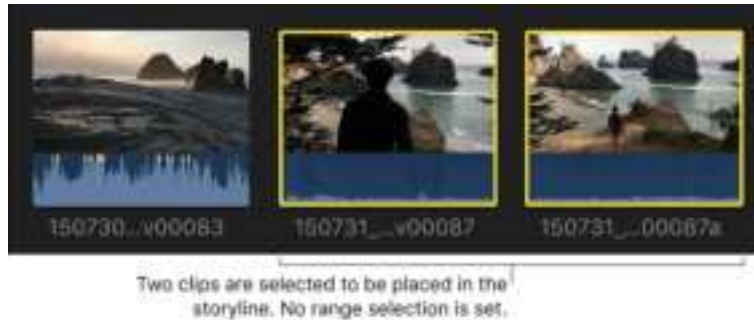 150730...v00083
150731_...v00087
150731_...00087a
Two clips are selected to be placed in the
storyline. No range selection is set.